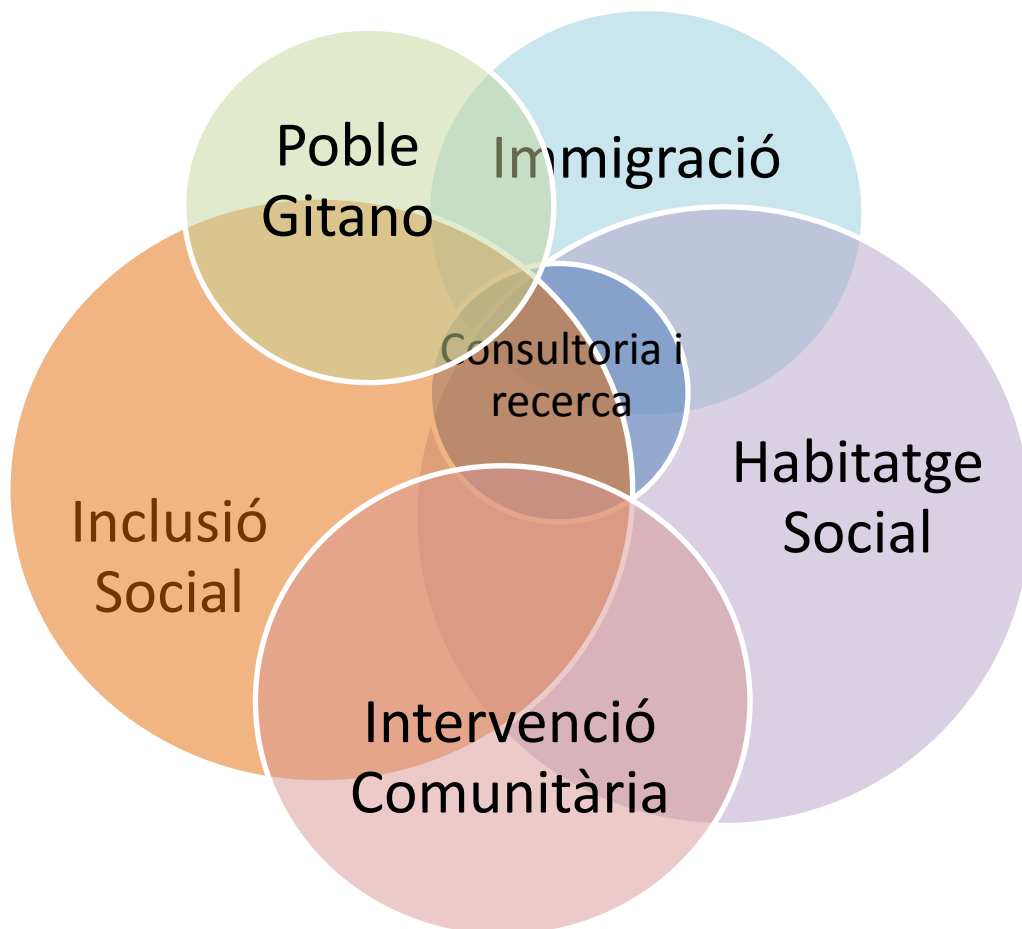 Poble
Gitano
Immigració
Consultoria i
recerca
Habitatge
Social
Inclusió
Social
Intervenció
Comunitària